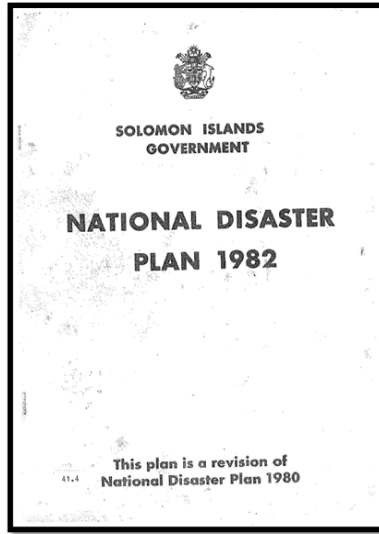 SOLOMON ISLANDS
GOVERNMENT
NATIONAL DISASTER
PLAN 1982
This plan is a revision of
41.4
National Disaster Plan 1980